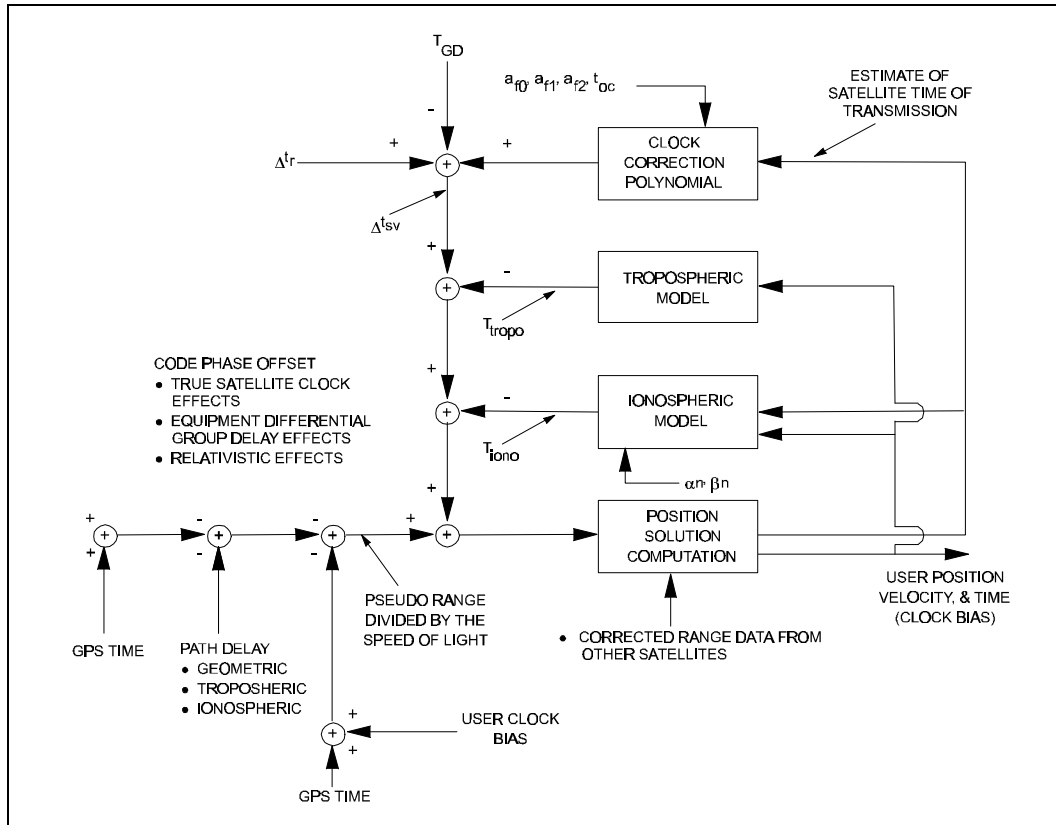 T_GD
-
a_f0, a_f1, a_f2, t_oc
ESTIMATE OF
SATELLITE TIME OF
TRANSMISSION
CLOCK
CORRECTION
POLYNOMIAL
+
+
Δt_r
+
Δt_sv
+
-
+
TROPOSPHERIC
MODEL
T_tropo
CODE PHASE OFFSET
• TRUE SATELLITE CLOCK
EFFECTS
• EQUIPMENT DIFFERENTIAL
GROUP DELAY EFFECTS
• RELATIVISTIC EFFECTS
+
-
+
IONOSPHERIC
MODEL
T_iono
αn, βn
+
POSITION
SOLUTION
COMPUTATION
+
+
+
-
-
+
-
-
+
+
+
USER POSITION
VELOCITY, & TIME
(CLOCK BIAS)
PSEUDO RANGE
DIVIDED BY THE
SPEED OF LIGHT
• CORRECTED RANGE DATA FROM
OTHER SATELLITES
GPS TIME
PATH DELAY
• GEOMETRIC
• TROPOSHERIC
• IONOSPHERIC
+
+
+
USER CLOCK
BIAS
GPS TIME